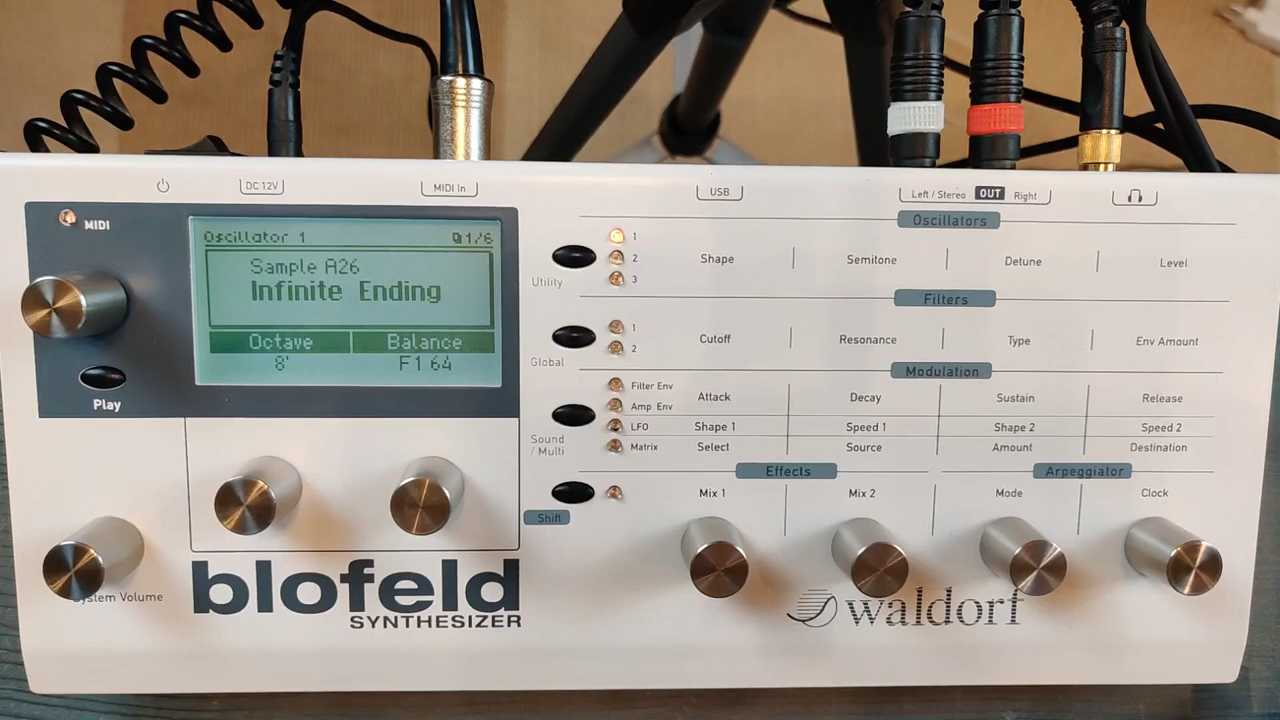 DC 12V
MIDI In
USB
Left / Stereo OUT Right
MIDI
Oscillator 1 1/6
Sample A26
Infinite Ending
Octave Balance
8' F1 64
Play
System Volume
blofeld
SYNTHESIZER
Oscillators
1
2
3
Utility
Shape Semitone Detune Level
Filters
1
2
Global
Cutoff Resonance Type Env Amount
Modulation
Filter Env
Amp Env
LFO
Matrix
Sound
/ Multi
Attack Decay Sustain Release
Shape 1 Speed 1 Shape 2 Speed 2
Select Source Amount Destination
Effects Arpeggiator
Shift
Mix 1 Mix 2 Mode Clock
waldorf